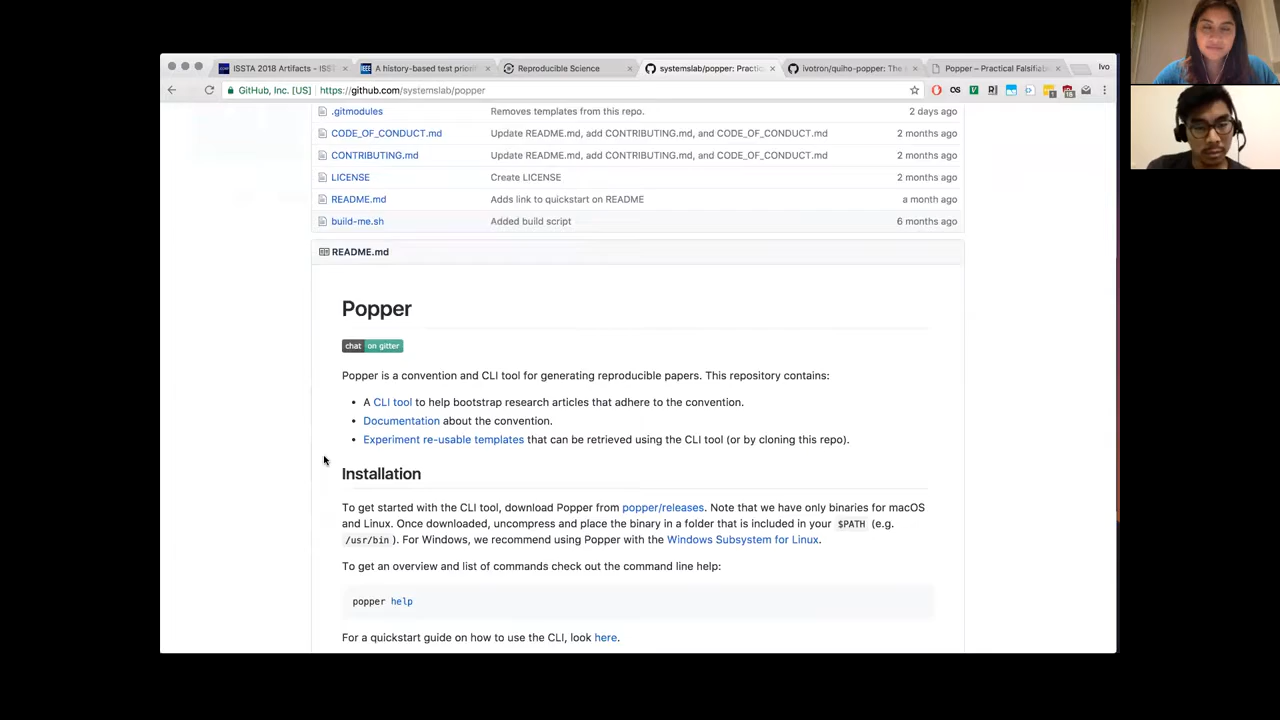 ISSTA 2018 Artifacts - ISST
A history-based test priori
Reproducible Science
systemslab/popper: Practic
ivotron/quiho-popper: The
Popper – Practical Falsifiabi
Ivo
GitHub, Inc. [US]
https://github.com/systemslab/popper
.gitmodules Removes templates from this repo. 2 days ago
CODE_OF_CONDUCT.md Update README.md, add CONTRIBUTING.md, and CODE_OF_CONDUCT.md 2 months ago
CONTRIBUTING.md Update README.md, add CONTRIBUTING.md, and CODE_OF_CONDUCT.md 2 months ago
LICENSE Create LICENSE 2 months ago
README.md Adds link to quickstart on README a month ago
build-me.sh Added build script 6 months ago
README.md
Popper
chat on gitter
Popper is a convention and CLI tool for generating reproducible papers. This repository contains:
• A CLI tool to help bootstrap research articles that adhere to the convention.
• Documentation about the convention.
• Experiment re-usable templates that can be retrieved using the CLI tool (or by cloning this repo).
Installation
To get started with the CLI tool, download Popper from popper/releases. Note that we have only binaries for macOS
and Linux. Once downloaded, uncompress and place the binary in a folder that is included in your $PATH (e.g.
/usr/bin ). For Windows, we recommend using Popper with the Windows Subsystem for Linux.
To get an overview and list of commands check out the command line help:
popper help
For a quickstart guide on how to use the CLI, look here.